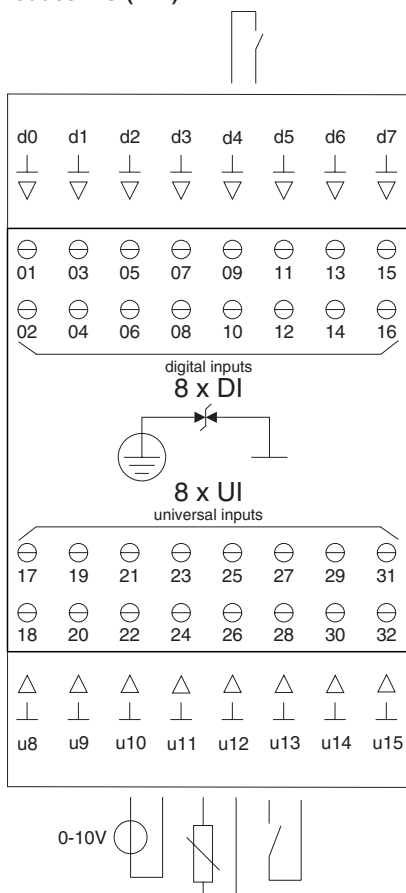 d0 d1 d2 d3 d4 d5 d6 d7
01 03 05 07 09 11 13 15
02 04 06 08 10 12 14 16
digital inputs
8 x DI
8 x UI
universal inputs
17 19 21 23 25 27 29 31
18 20 22 24 26 28 30 32
u8 u9 u10 u11 u12 u13 u14 u15
0-10V